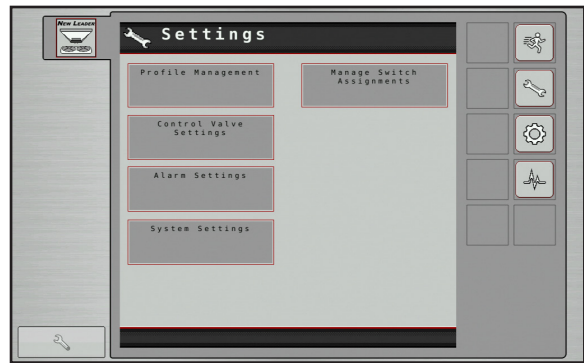 New Leader
Settings
Profile Management
Manage Switch
Assignments
Control Valve
Settings
Alarm Settings
System Settings